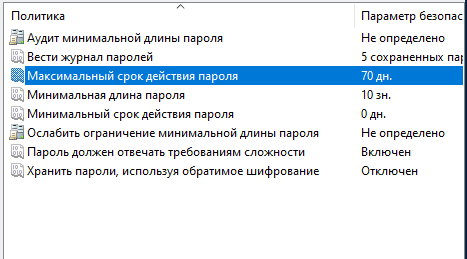 Политика Параметр безопас
Аудит минимальной длины пароля Не определено
Вести журнал паролей 5 сохраненных пар
Максимальный срок действия пароля 70 дн.
Минимальная длина пароля 10 зн.
Минимальный срок действия пароля 0 дн.
Ослабить ограничение минимальной длины пароля Не определено
Пароль должен отвечать требованиям сложности Включен
Хранить пароли, используя обратимое шифрование Отключен